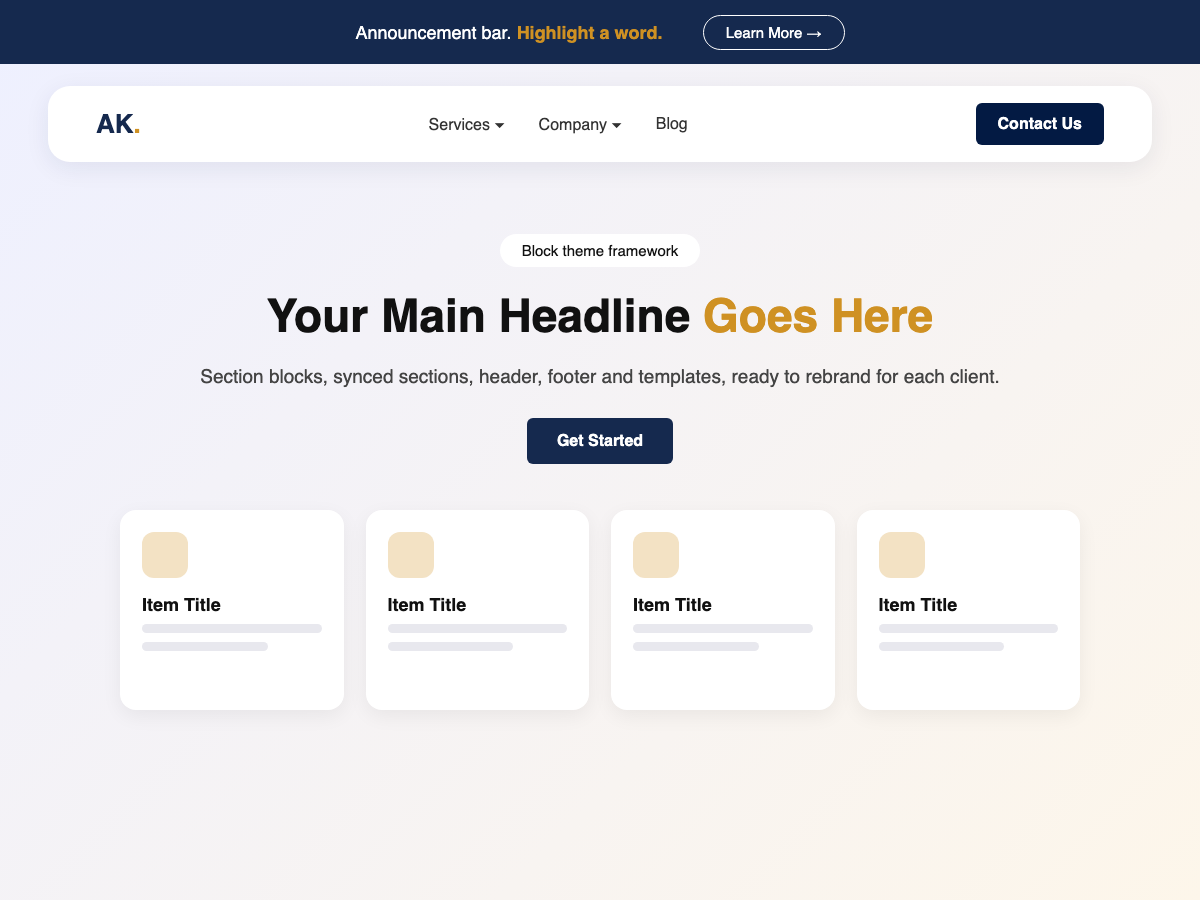 Announcement bar. Highlight a word. Learn More →
AK. Services Company Blog Contact Us
Block theme framework
Your Main Headline Goes Here
Section blocks, synced sections, header, footer and templates, ready to rebrand for each client.
Get Started
Item Title Item Title Item Title Item Title